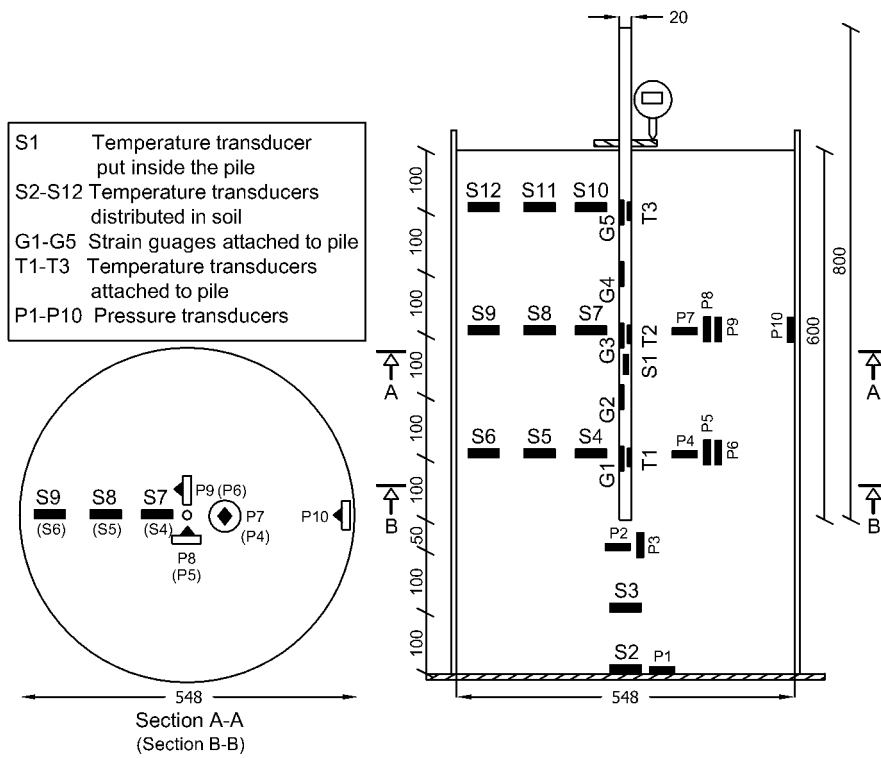 20
S1 Temperature transducer
put inside the pile
S2-S12 Temperature transducers
distributed in soil
G1-G5 Strain guages attached to pile
T1-T3 Temperature transducers
attached to pile
P1-P10 Pressure transducers
100
100
100
100
100
100
50
100
100
S12 S11 S10 G5 T3
G4
S9 S8 S7 G3 T2 P7 P8 P9 P10
S1
G2
S6 S5 S4 G1 T1 P4 P5 P6
P2 P3
S3
S2 P1
600
800
A A
B B
548
S9 S8 S7 P9 (P6)
(S6) (S5) (S4) P7 P10
(P4)
P8
(P5)
548
Section A-A
(Section B-B)